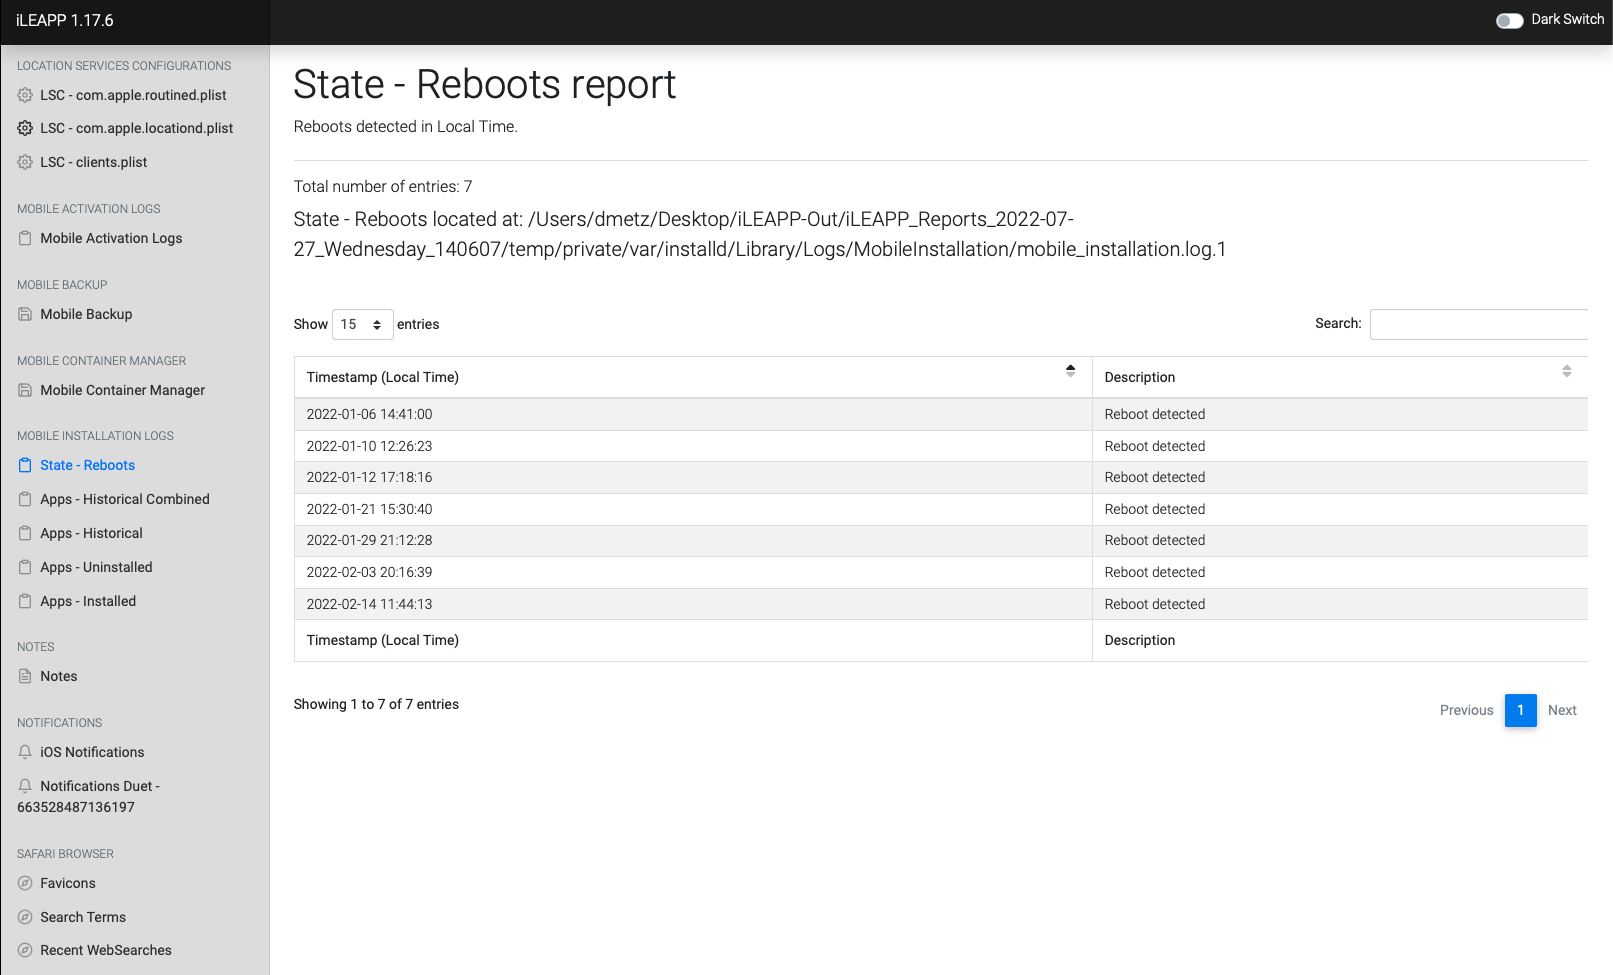 iLEAPP 1.17.6
Dark Switch
LOCATION SERVICES CONFIGURATIONS
LSC - com.apple.routined.plist
LSC - com.apple.locationd.plist
LSC - clients.plist
MOBILE ACTIVATION LOGS
Mobile Activation Logs
MOBILE BACKUP
Mobile Backup
MOBILE CONTAINER MANAGER
Mobile Container Manager
MOBILE INSTALLATION LOGS
State - Reboots
Apps - Historical Combined
Apps - Historical
Apps - Uninstalled
Apps - Installed
NOTES
Notes
NOTIFICATIONS
iOS Notifications
Notifications Duet -
663528487136197
SAFARI BROWSER
Favicons
Search Terms
Recent WebSearches
State - Reboots report
Reboots detected in Local Time.
Total number of entries: 7
State - Reboots located at: /Users/dmetz/Desktop/iLEAPP-Out/iLEAPP_Reports_2022-07-
27_Wednesday_140607/temp/private/var/installd/Library/Logs/MobileInstallation/mobile_installation.log.1
Show 15 entries
Search:
Timestamp (Local Time) Description
2022-01-06 14:41:00 Reboot detected
2022-01-10 12:26:23 Reboot detected
2022-01-12 17:18:16 Reboot detected
2022-01-21 15:30:40 Reboot detected
2022-01-29 21:12:28 Reboot detected
2022-02-03 20:16:39 Reboot detected
2022-02-14 11:44:13 Reboot detected
Timestamp (Local Time) Description
Showing 1 to 7 of 7 entries
Previous 1 Next